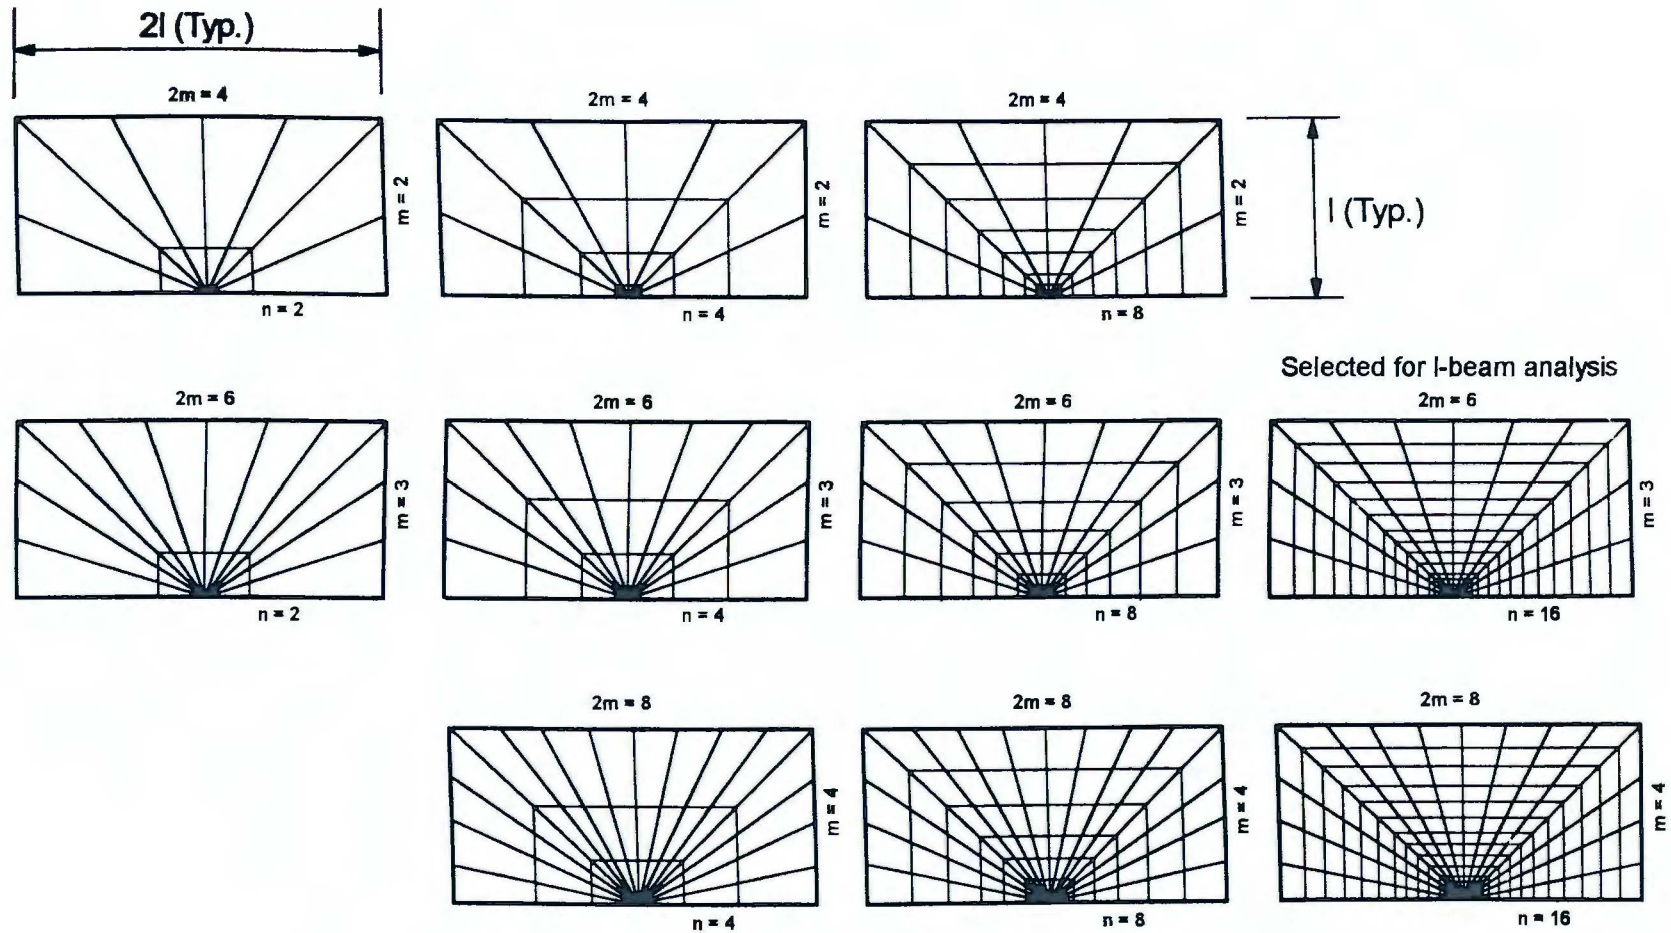 2l (Typ.)
2m = 4
2m = 4
2m = 4
m = 2
m = 2
m = 2
l (Typ.)
n = 2
n = 4
n = 8
Selected for I-beam analysis
2m = 6
2m = 6
2m = 6
2m = 6
m = 3
m = 3
m = 3
m = 3
n = 2
n = 4
n = 8
n = 16
2m = 8
2m = 8
2m = 8
m = 4
m = 4
m = 4
n = 4
n = 8
n = 16